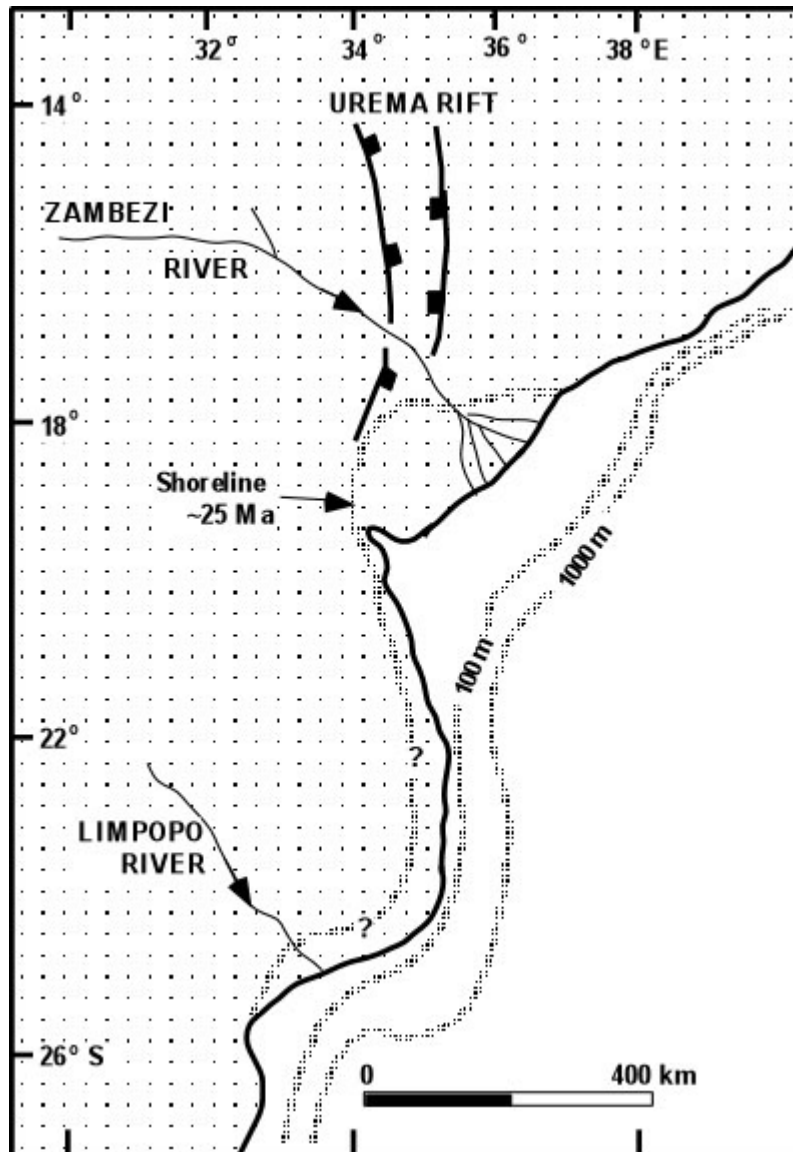 32° 34° 36° 38° E
14°
UREMA RIFT
ZAMBEZI
RIVER
18°
Shoreline
~25 Ma
1000 m
100 m
22°
?
LIMPOPO
RIVER
?
26° S
0 400 km